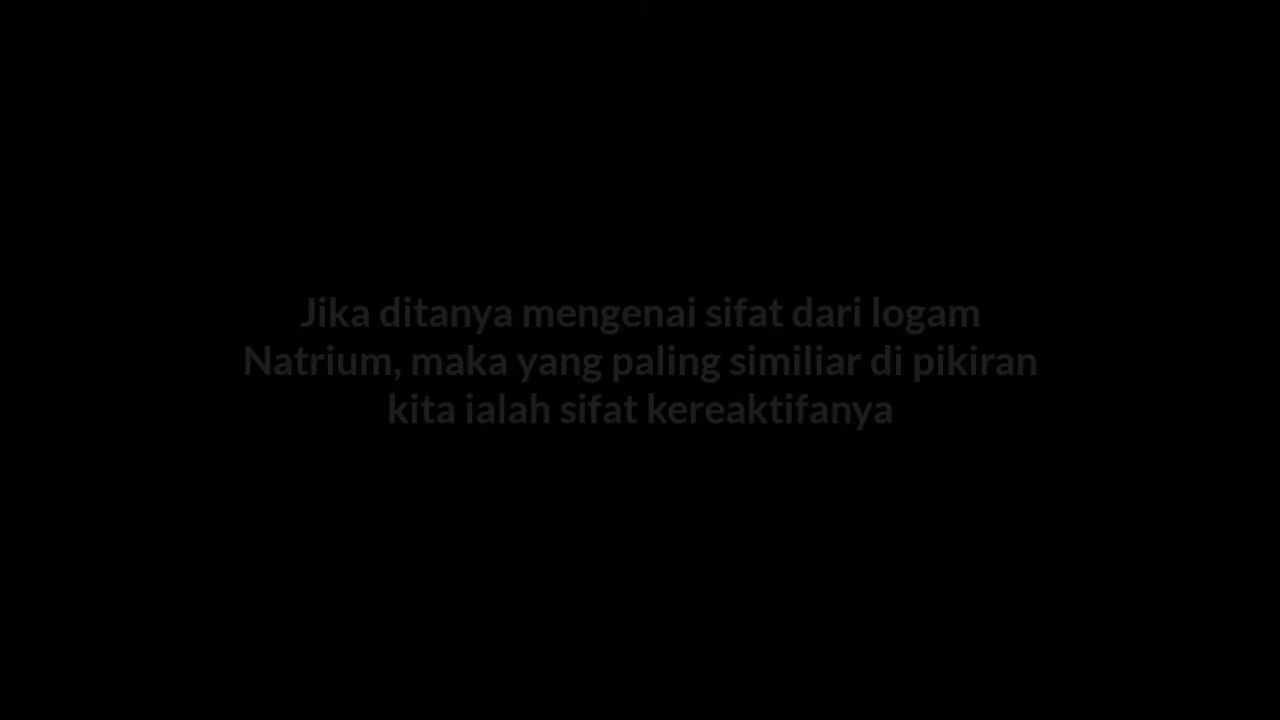 Jika ditanya mengenai sifat dari logam
Natrium, maka yang paling similiar di pikiran
kita ialah sifat kereaktifanya